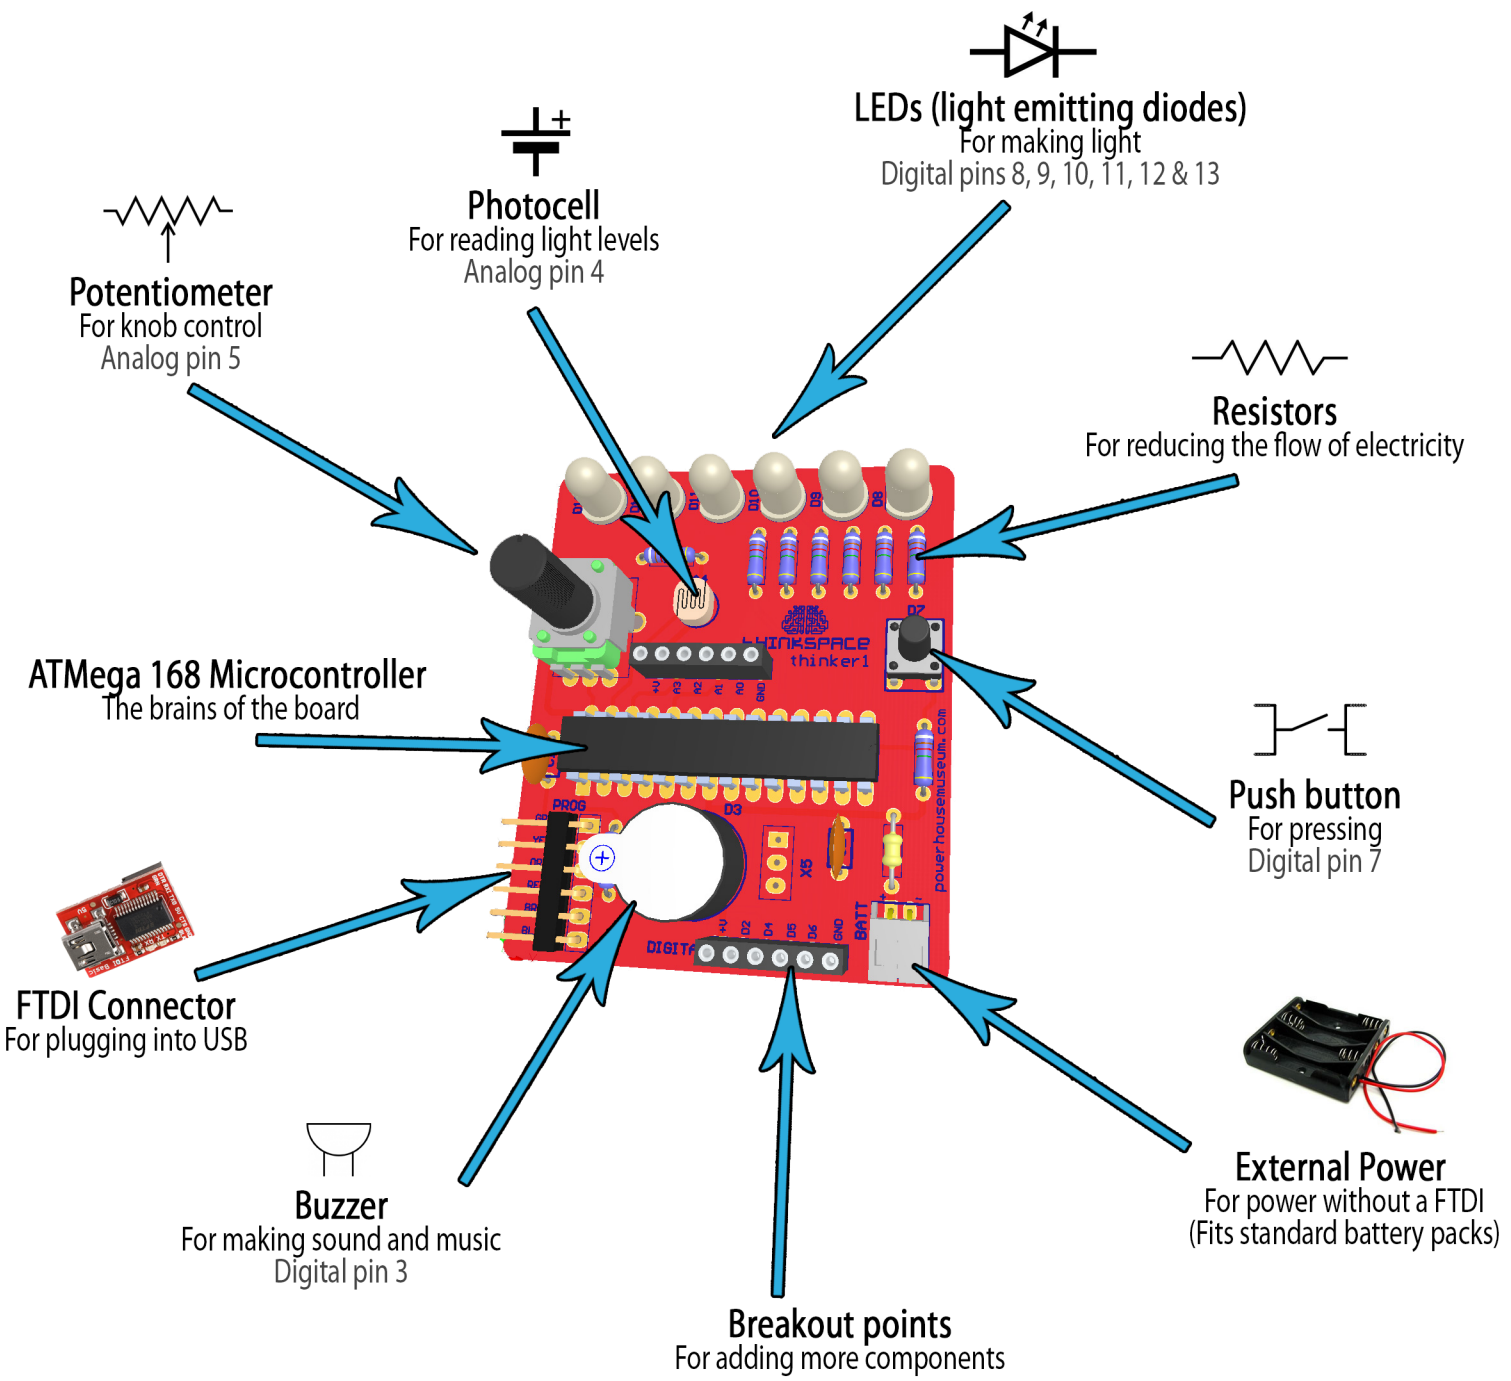 LEDs (light emitting diodes)
For making light
Digital pins 8, 9, 10, 11, 12 & 13
+
Photocell
For reading light levels
Analog pin 4
Potentiometer
For knob control
Analog pin 5
Resistors
For reducing the flow of electricity
D10
D9
D8
D7
tHINKSPACE
thinker1
+V
A3
A2
A1
A0
GND
ATMega 168 Microcontroller
The brains of the board
powerhousemuseum.com
Push button
For pressing
Digital pin 7
PROG
D3
X5
BATT
DIGITA
+V
D2
D4
D5
D6
GND
FTDI Basic
FTDI Connector
For plugging into USB
External Power
For power without a FTDI
(Fits standard battery packs)
Buzzer
For making sound and music
Digital pin 3
Breakout points
For adding more components